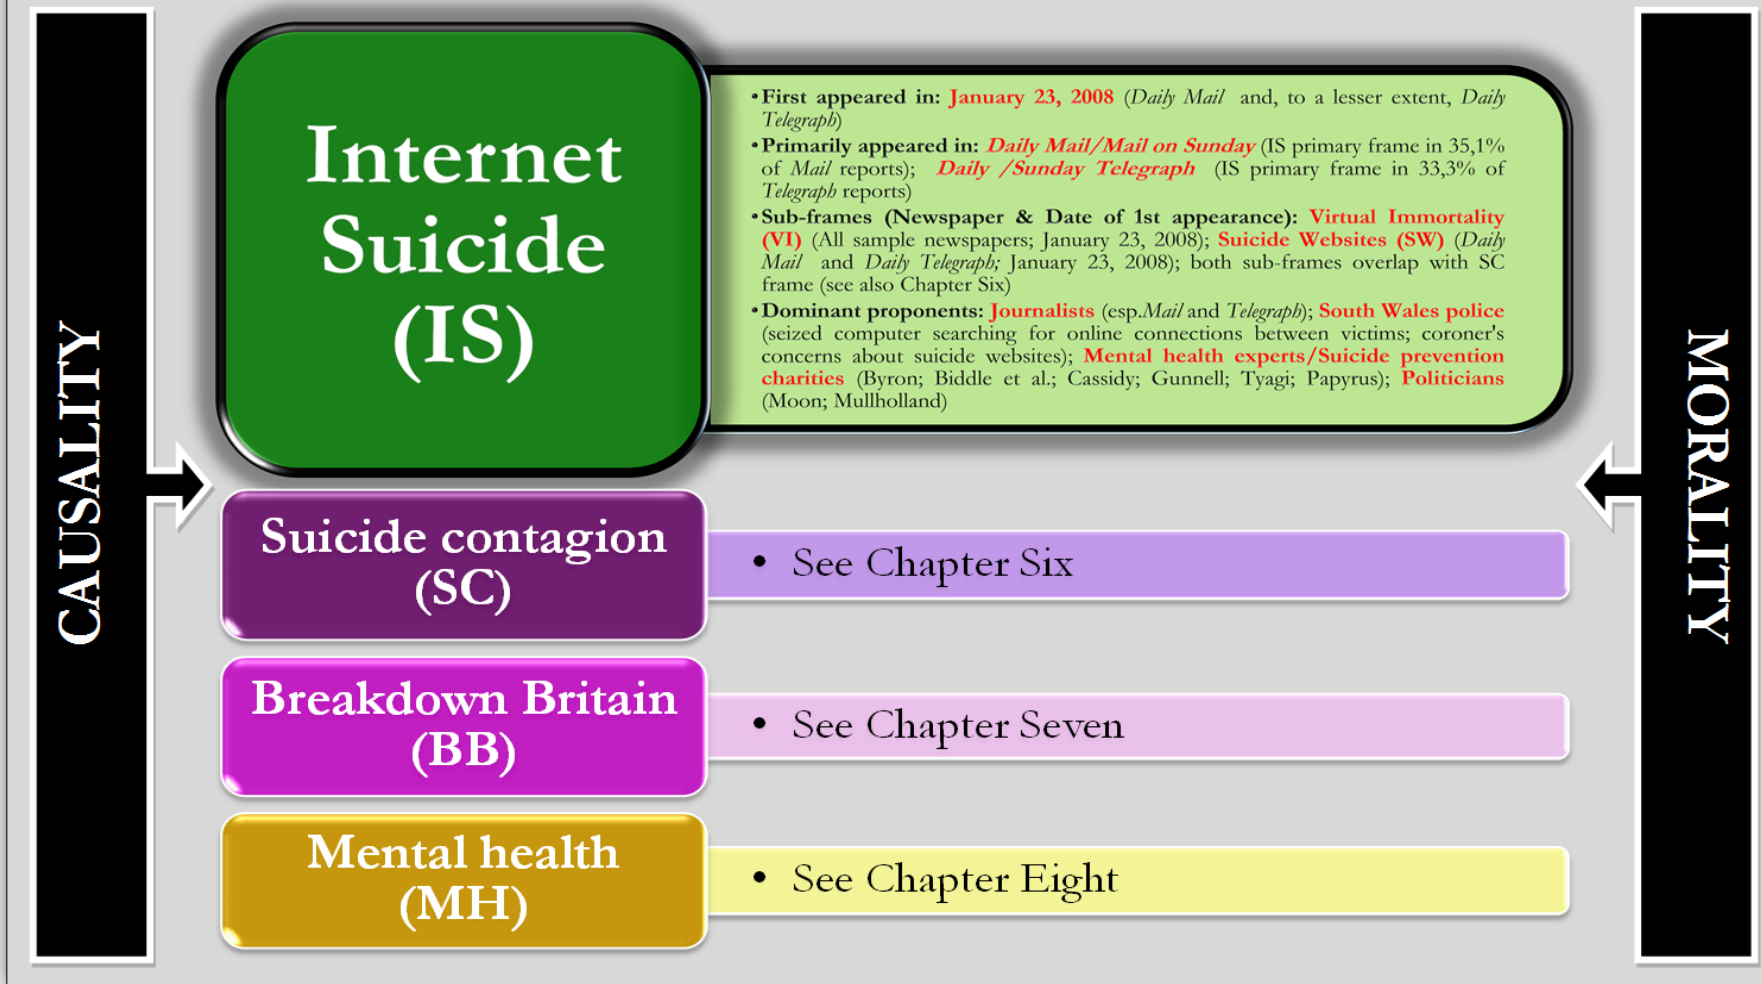 CAUSALITY
Internet
Suicide
(IS)
•First appeared in: January 23, 2008 (Daily Mail and, to a lesser extent, Daily
Telegraph)
•Primarily appeared in: Daily Mail/Mail on Sunday (IS primary frame in 35,1%
of Mail reports); Daily /Sunday Telegraph (IS primary frame in 33,3% of
Telegraph reports)
•Sub-frames (Newspaper & Date of 1st appearance): Virtual Immortality
(VI) (All sample newspapers; January 23, 2008); Suicide Websites (SW) (Daily
Mail and Daily Telegraph; January 23, 2008); both sub-frames overlap with SC
frame (see also Chapter Six)
•Dominant proponents: Journalists (esp.Mail and Telegraph); South Wales police
(seized computer searching for online connections between victims; coroner's
concerns about suicide websites); Mental health experts/Suicide prevention
charities (Byron; Biddle et al.; Cassidy; Gunnell; Tyagi; Papyrus); Politicians
(Moon; Mullholland)
Suicide contagion
(SC)
• See Chapter Six
Breakdown Britain
(BB)
• See Chapter Seven
Mental health
(MH)
• See Chapter Eight
MORALITY